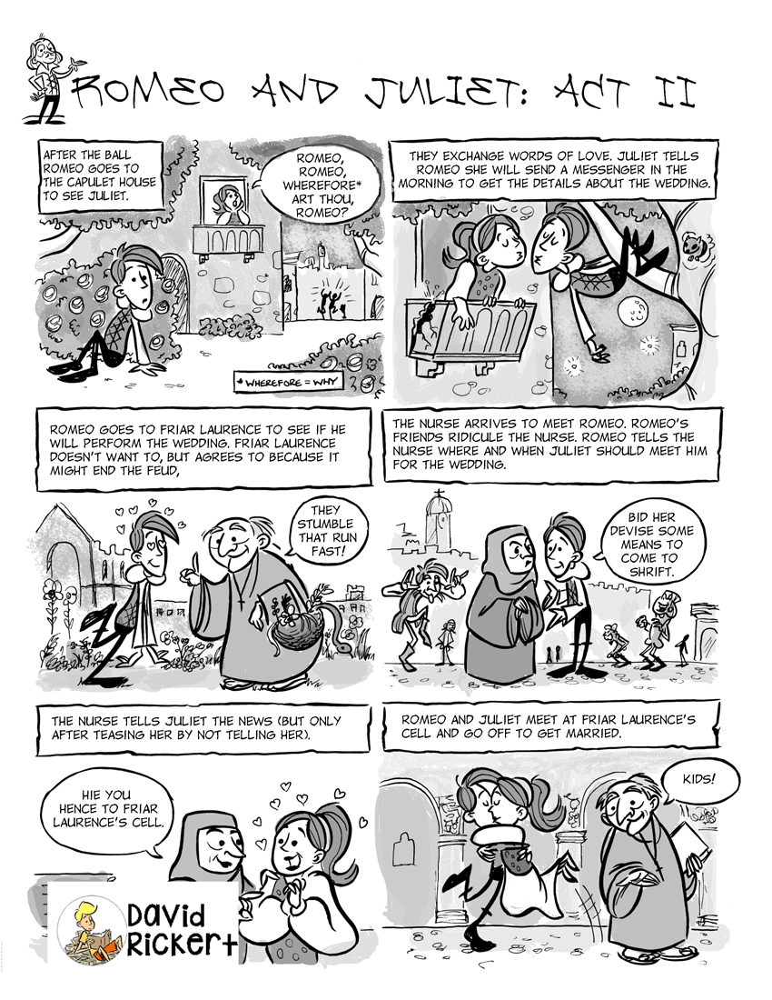 ROMEO AND JULIET: ACT II
AFTER THE BALL
ROMEO GOES TO
THE CAPULET HOUSE
TO SEE JULIET.
ROMEO,
ROMEO,
WHEREFORE*
ART THOU,
ROMEO?
* WHEREFORE = WHY
THEY EXCHANGE WORDS OF LOVE. JULIET TELLS
ROMEO SHE WILL SEND A MESSENGER IN THE
MORNING TO GET THE DETAILS ABOUT THE WEDDING.
ROMEO GOES TO FRIAR LAURENCE TO SEE IF HE
WILL PERFORM THE WEDDING. FRIAR LAURENCE
DOESN'T WANT TO, BUT AGREES TO BECAUSE IT
MIGHT END THE FEUD,
THEY
STUMBLE
THAT RUN
FAST!
THE NURSE ARRIVES TO MEET ROMEO. ROMEO'S
FRIENDS RIDICULE THE NURSE. ROMEO TELLS THE
NURSE WHERE AND WHEN JULIET SHOULD MEET HIM
FOR THE WEDDING.
BID HER
DEVISE SOME
MEANS TO
COME TO
SHRIFT.
THE NURSE TELLS JULIET THE NEWS (BUT ONLY
AFTER TEASING HER BY NOT TELLING HER).
HIE YOU
HENCE TO FRIAR
LAURENCE'S CELL.
DAVID
RICKERT
ROMEO AND JULIET MEET AT FRIAR LAURENCE'S
CELL AND GO OFF TO GET MARRIED.
KIDS!